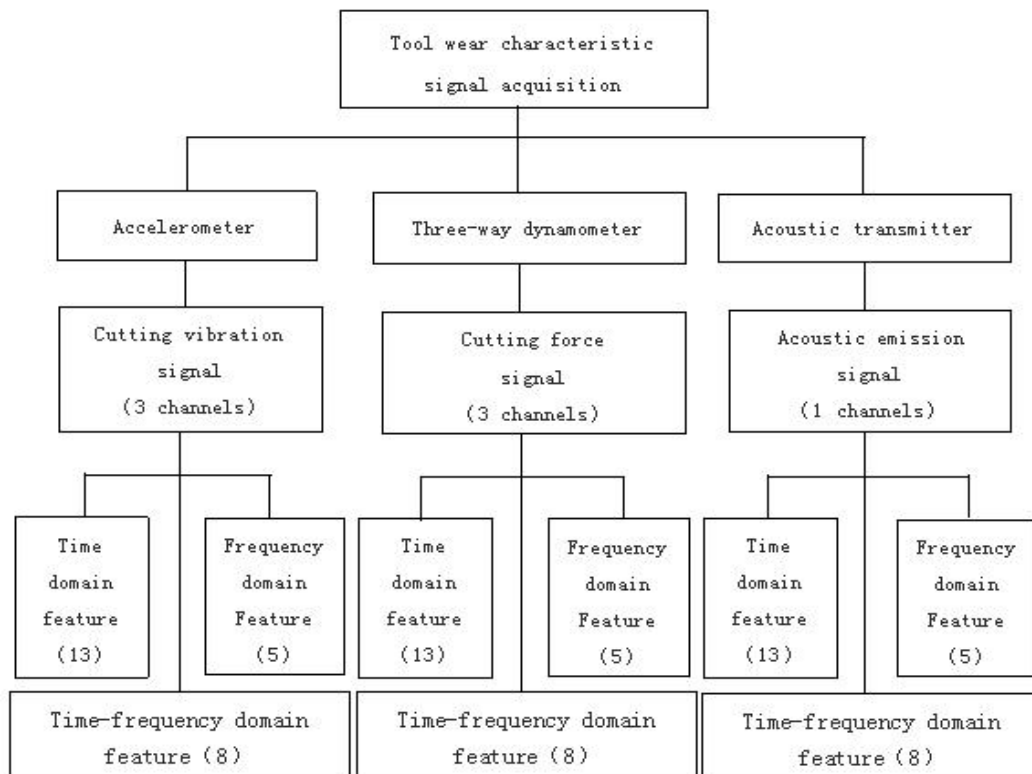 Tool wear characteristic
signal acquisition
Accelerometer
Three-way dynamometer
Acoustic transmitter
Cutting vibration
signal
(3 channels)
Cutting force
signal
(3 channels)
Acoustic emission
signal
(1 channels)
Time
domain
feature
(13)
Frequency
domain
Feature
(5)
Time
domain
feature
(13)
Frequency
domain
Feature
(5)
Time
domain
feature
(13)
Frequency
domain
Feature
(5)
Time-frequency domain
feature (8)
Time-frequency domain
feature (8)
Time-frequency domain
feature (8)